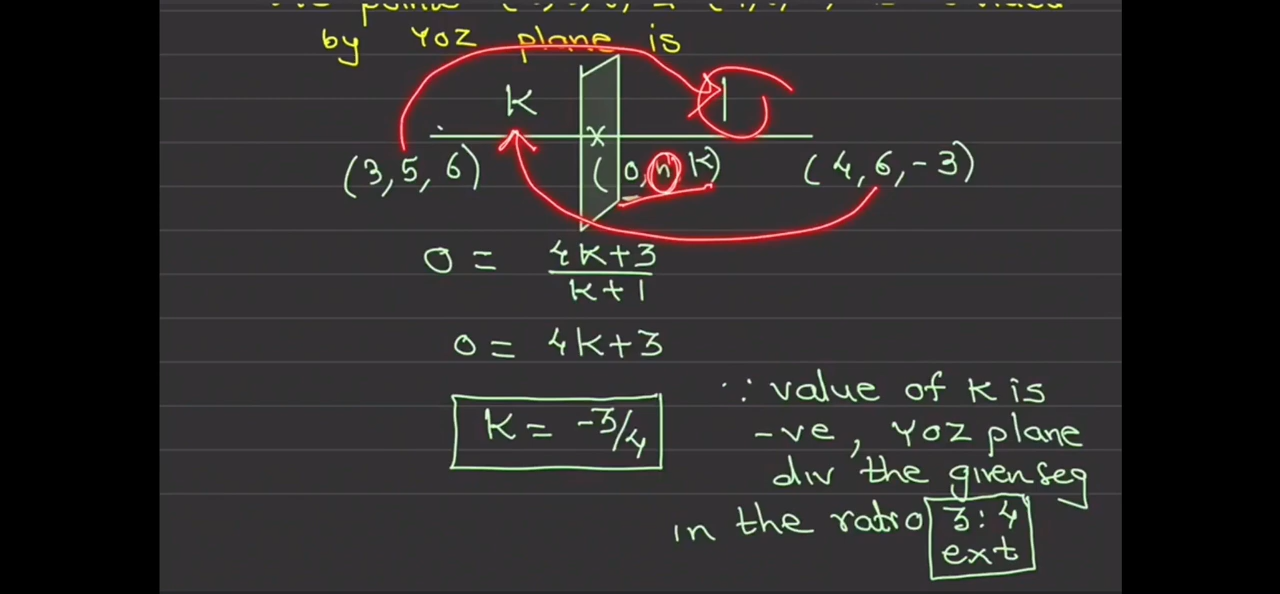 by YOZ plane is
K 1
(3, 5, 6) x (0, h, k) (4, 6, -3)
0 = 4K+3
K+1
0 = 4K+3
K = -3/4
∵ value of K is
-ve, YOZ plane
div the given seg
in the ratio 3:4
ext